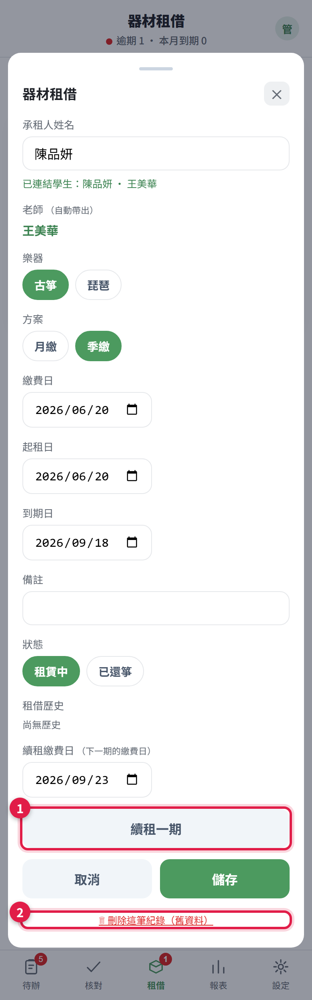 器材租借
管
逾期 1 · 本月到期 0
器材租借
承租人姓名
陳品妍
已連結學生：陳品妍 · 王美華
老師 （自動帶出）
王美華
樂器
古箏 琵琶
方案
月繳 季繳
繳費日
2026/06/20
起租日
2026/06/20
到期日
2026/09/18
備註
狀態
租賃中 已還箏
租借歷史
尚無歷史
續租繳費日 （下一期的繳費日）
2026/09/23
1
續租一期
取消 儲存
2
刪除這筆紀錄（舊資料）
5 1
待辦 核對 租借 報表 設定